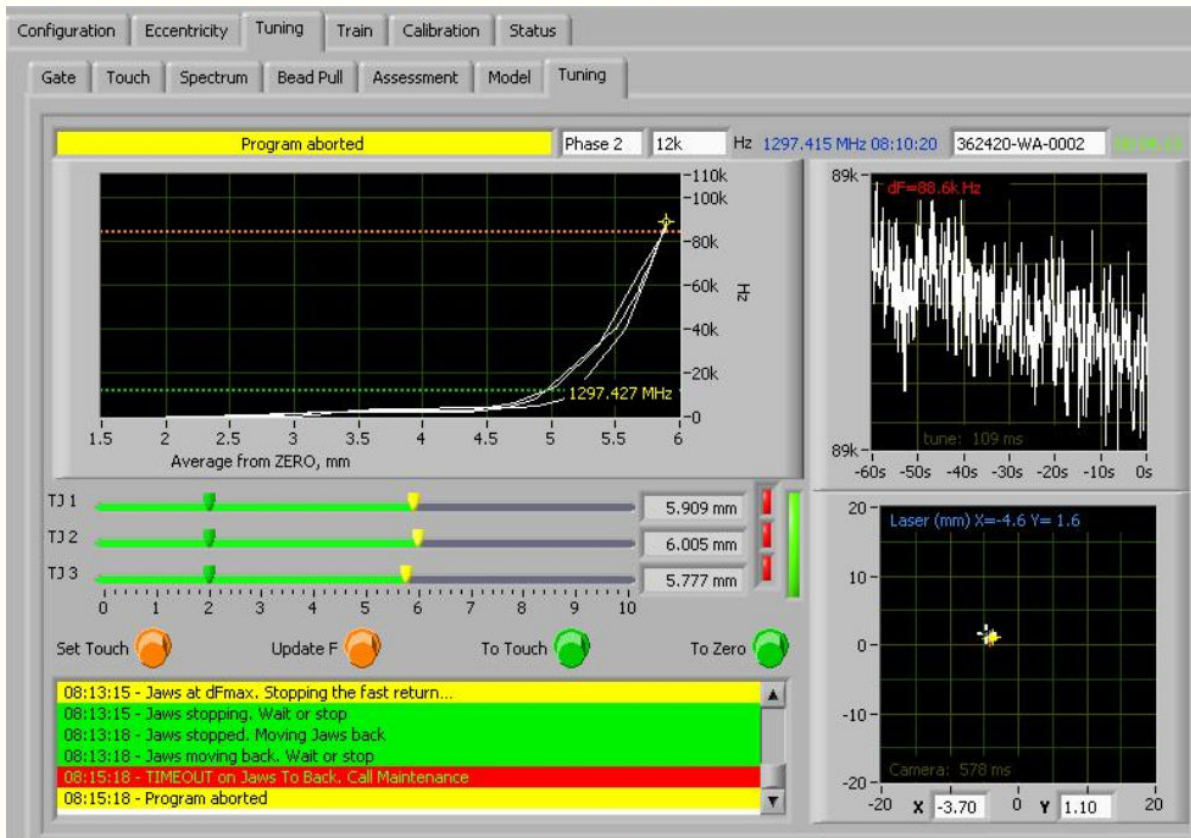 Configuration Eccentricity Tuning Train Calibration Status
Gate Touch Spectrum Bead Pull Assessment Model Tuning
Program aborted Phase 2 12k Hz 1297.415 MHz 08:10:20 362420-WA-0002
110k
100k
80k
60k
40k
20k
0
Hz
1297.427 MHz
1.5 2 2.5 3 3.5 4 4.5 5 5.5 6
Average from ZERO, mm
89k
dF=88.6k Hz
tune: 109 ms
89k
-60s -50s -40s -30s -20s -10s 0s
TJ 1 5.909 mm
TJ 2 6.005 mm
TJ 3 5.777 mm
0 1 2 3 4 5 6 7 8 9 10
Set Touch Update F To Touch To Zero
08:13:15 - Jaws at dFmax. Stopping the fast return...
08:13:15 - Jaws stopping. Wait or stop
08:13:18 - Jaws stopped. Moving Jaws back
08:13:18 - Jaws moving back. Wait or stop
08:15:18 - TIMEOUT on Jaws To Back. Call Maintenance
08:15:18 - Program aborted
20
Laser (mm) X=-4.6 Y= 1.6
10
0
-10
Camera: 578 ms
-20
-20 X -3.70 0 Y 1.10 20